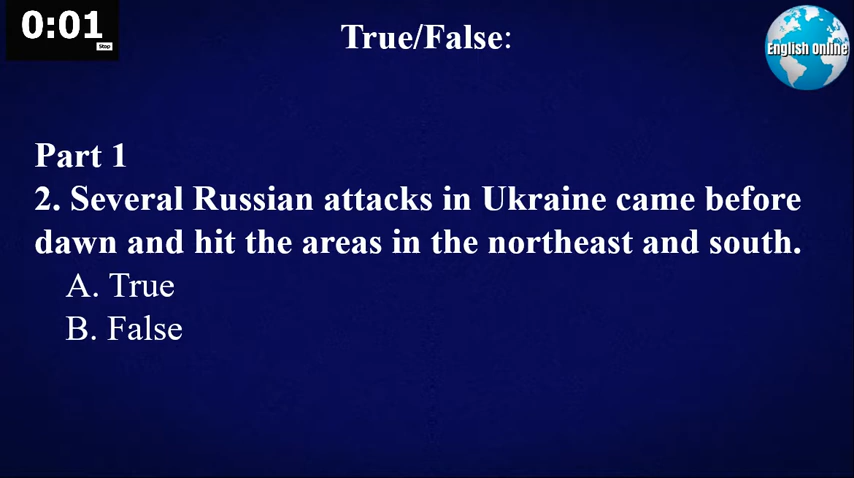 0:01
Stop
True/False:
English Online
Part 1
2. Several Russian attacks in Ukraine came before
dawn and hit the areas in the northeast and south.
A. True
B. False